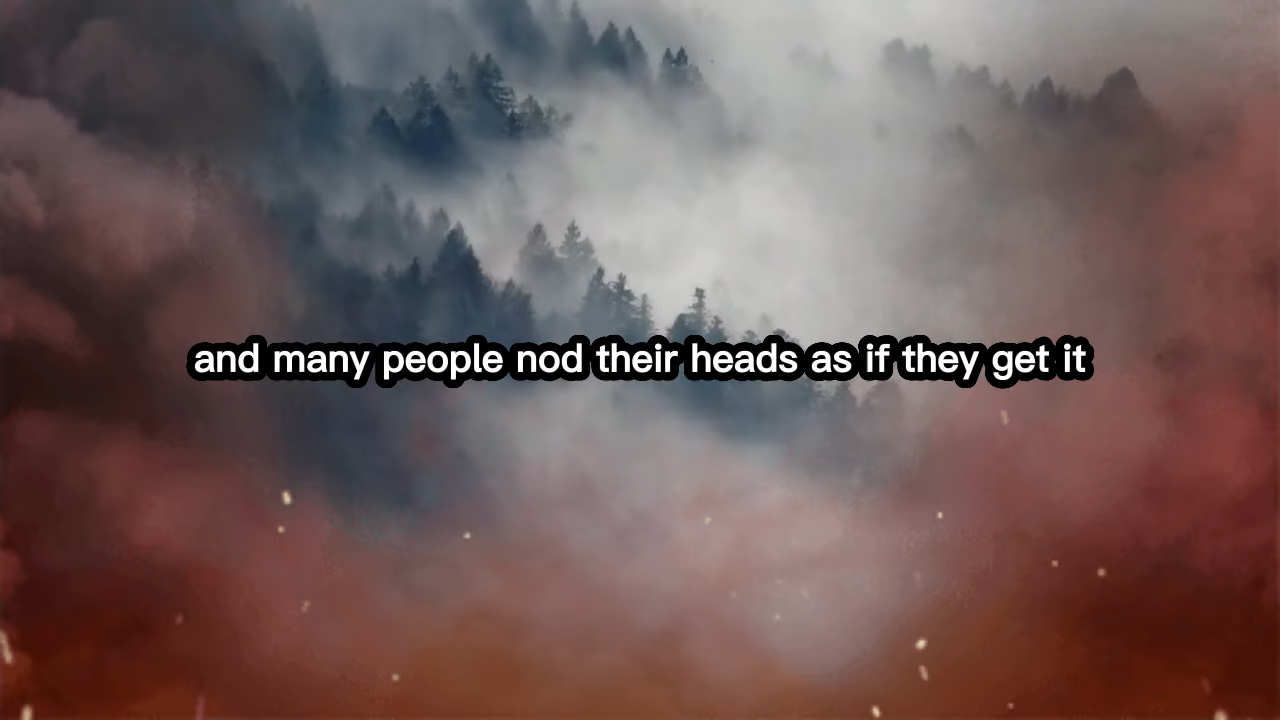 and many people nod their heads as if they get it